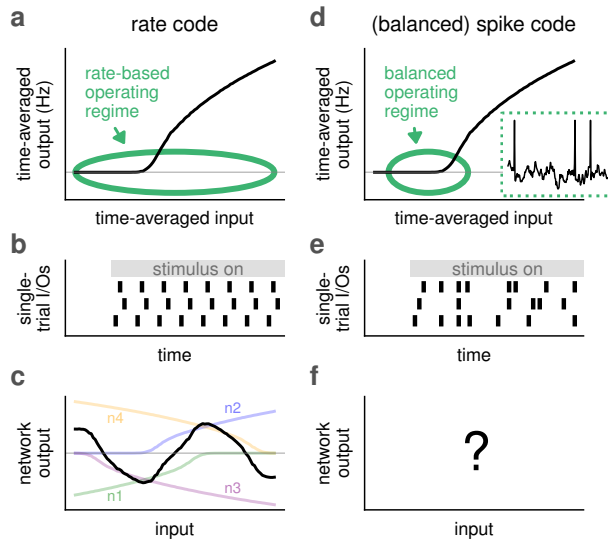 a
rate code
rate-based
operating
regime
time-averaged
output (Hz)
time-averaged input
b
stimulus on
single-
trial I/Os
time
c
n4
n2
n1
n3
network
output
input
d
(balanced) spike code
balanced
operating
regime
time-averaged
output (Hz)
time-averaged input
e
stimulus on
single-
trial I/Os
time
f
?
network
output
input